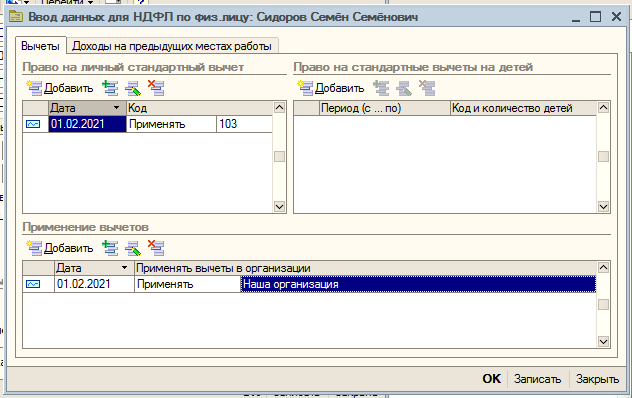 Перейти
Ввод данных для НДФЛ по физ.лицу: Сидоров Семён Семёнович
Вычеты Доходы на предыдущих местах работы
Право на личный стандартный вычет
Право на стандартные вычеты на детей
Добавить
Добавить
Дата Код
Период (с ... по) Код и количество детей
01.02.2021 Применять 103
Применение вычетов
Добавить
Дата Применять вычеты в организации
01.02.2021 Применять Наша организация
OK Записать Закрыть